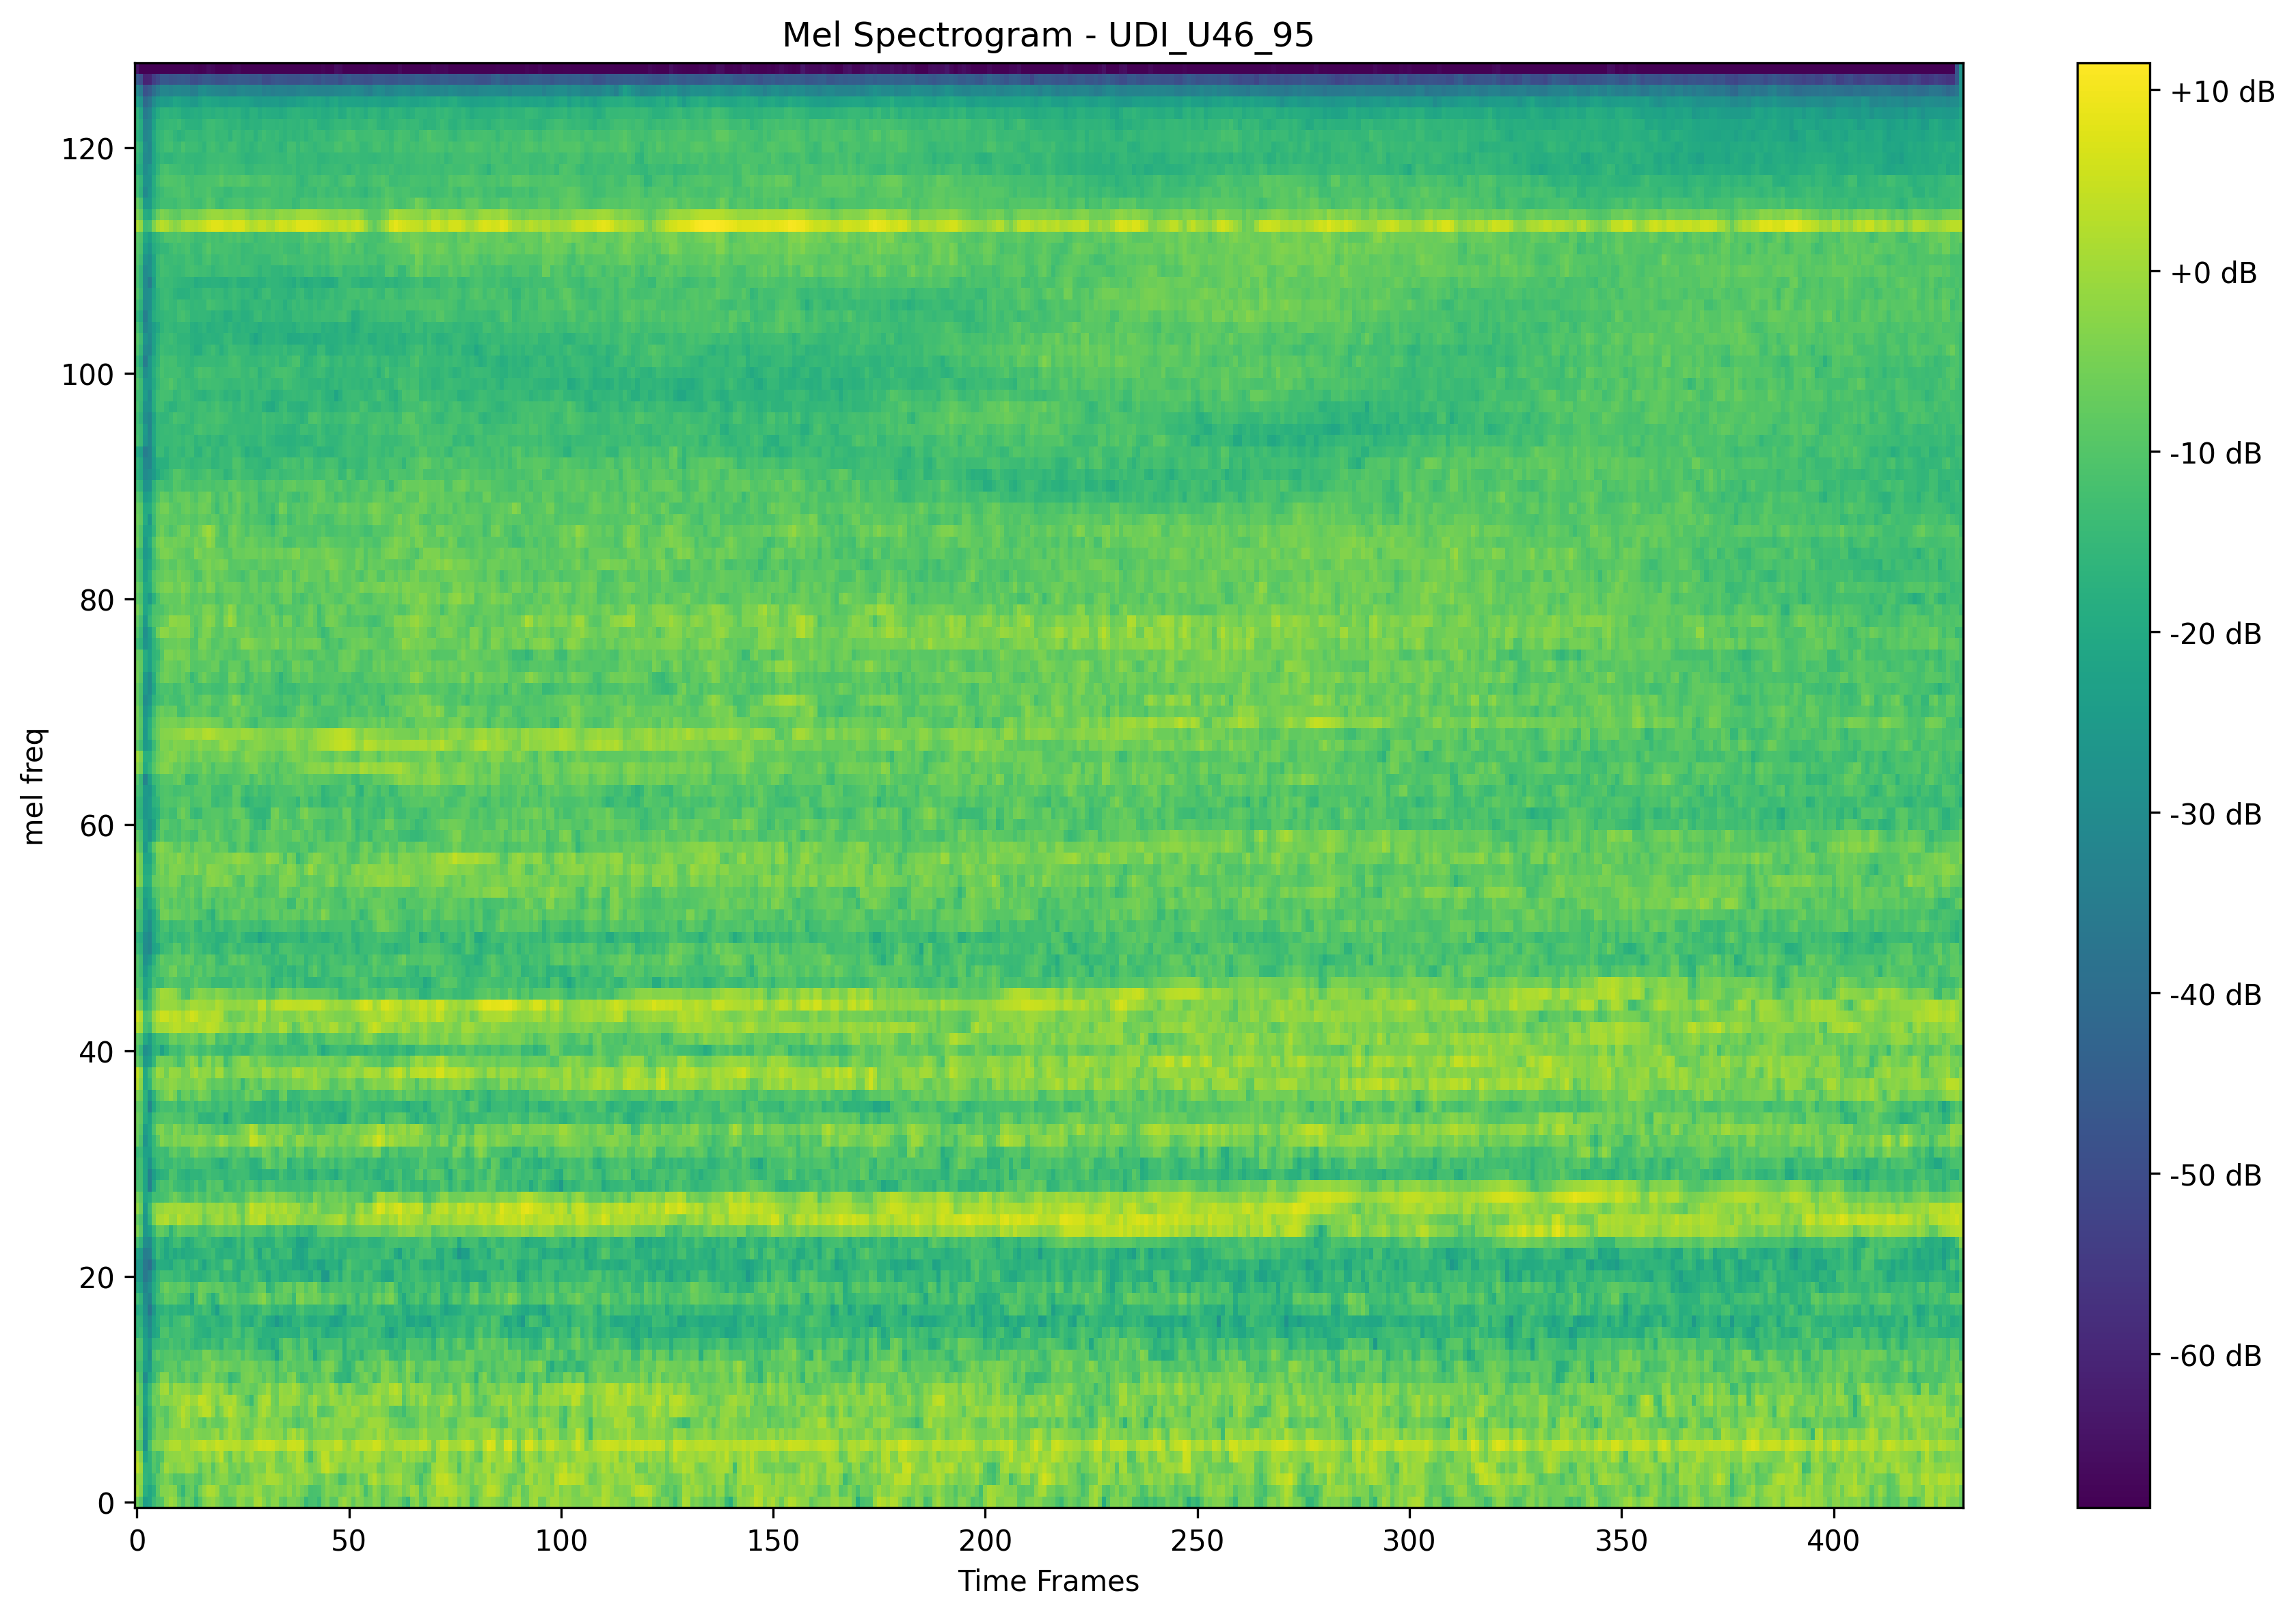 Mel Spectrogram - UDI_U46_95
mel freq
120
100
80
60
40
20
0
0 50 100 150 200 250 300 350 400
Time Frames
+10 dB
+0 dB
-10 dB
-20 dB
-30 dB
-40 dB
-50 dB
-60 dB